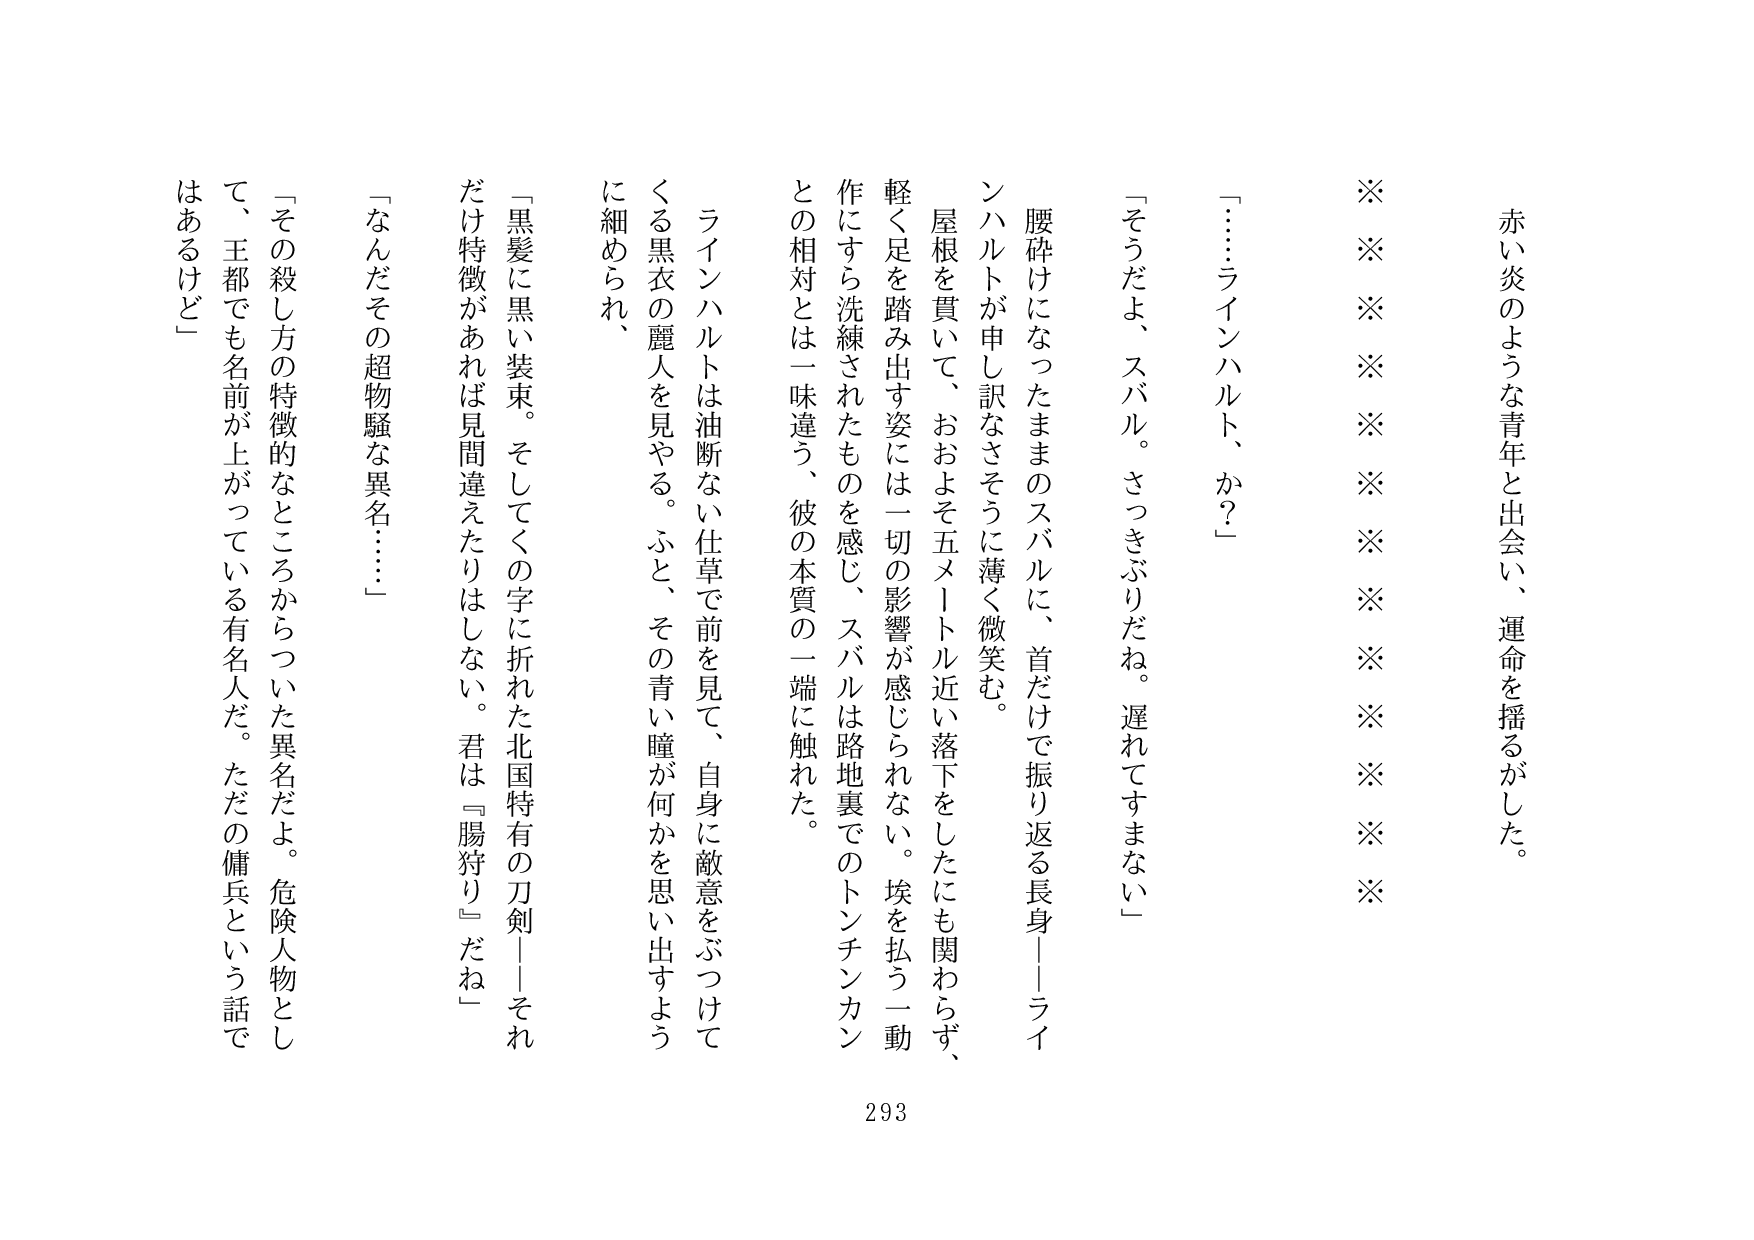 赤い炎のような青年と出会い、運命を揺るがした。
※　※　※　※　※　※　※　※　※　※　※　※　※
「……ラインハルト、か？」
「そうだよ、スバル。さっきぶりだね。遅れてすまない」
　腰砕けになったままのスバルに、首だけで振り返る長身――ライ
ンハルトが申し訳なさそうに薄く微笑む。
　屋根を貫いて、おおよそ五メートル近い落下をしたにも関わらず、
軽く足を踏み出す姿には一切の影響が感じられない。埃を払う一動
作にすら洗練されたものを感じ、スバルは路地裏でのトンチンカン
との相対とは一味違う、彼の本質の一端に触れた。
　ラインハルトは油断ない仕草で前を見て、自身に敵意をぶつけて
くる黒衣の麗人を見やる。ふと、その青い瞳が何かを思い出すよう
に細められ、
「黒髪に黒い装束。そしてくの字に折れた北国特有の刀剣――それ
だけ特徴があれば見間違えたりはしない。君は『腸狩り』だね」
「なんだその超物騒な異名……」
「その殺し方の特徴的なところからついた異名だよ。危険人物とし
て、王都でも名前が上がっている有名人だ。ただの傭兵という話で
はあるけど」
293